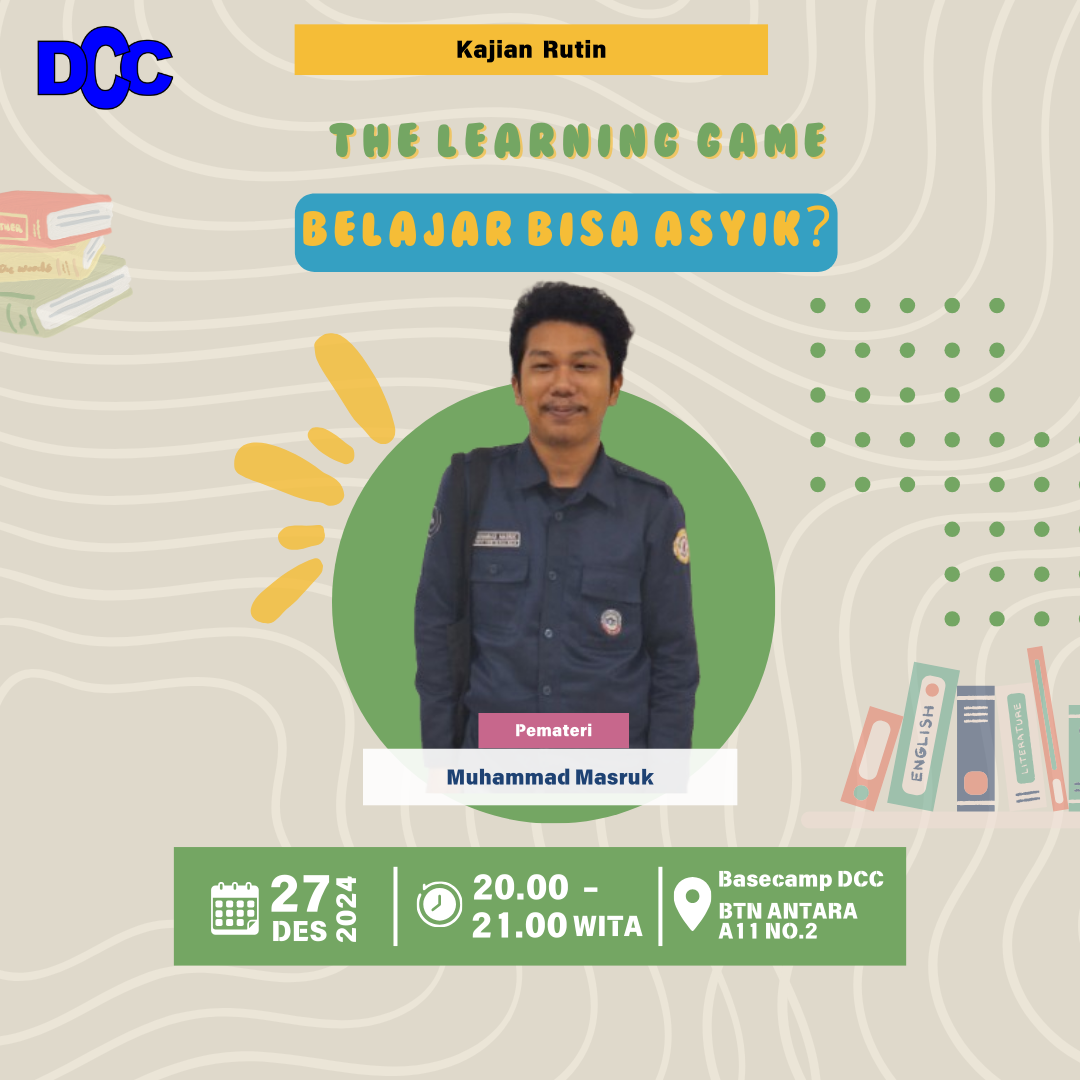 DCC
Kajian Rutin
THE LEARNING GAME
BELAJAR BISA ASYIK?
ENGLISH
LITERATURE
Pemateri
Muhammad Masruk
27
DES
2024
20.00 -
21.00 WITA
Basecamp DCC
BTN ANTARA
A11 NO.2